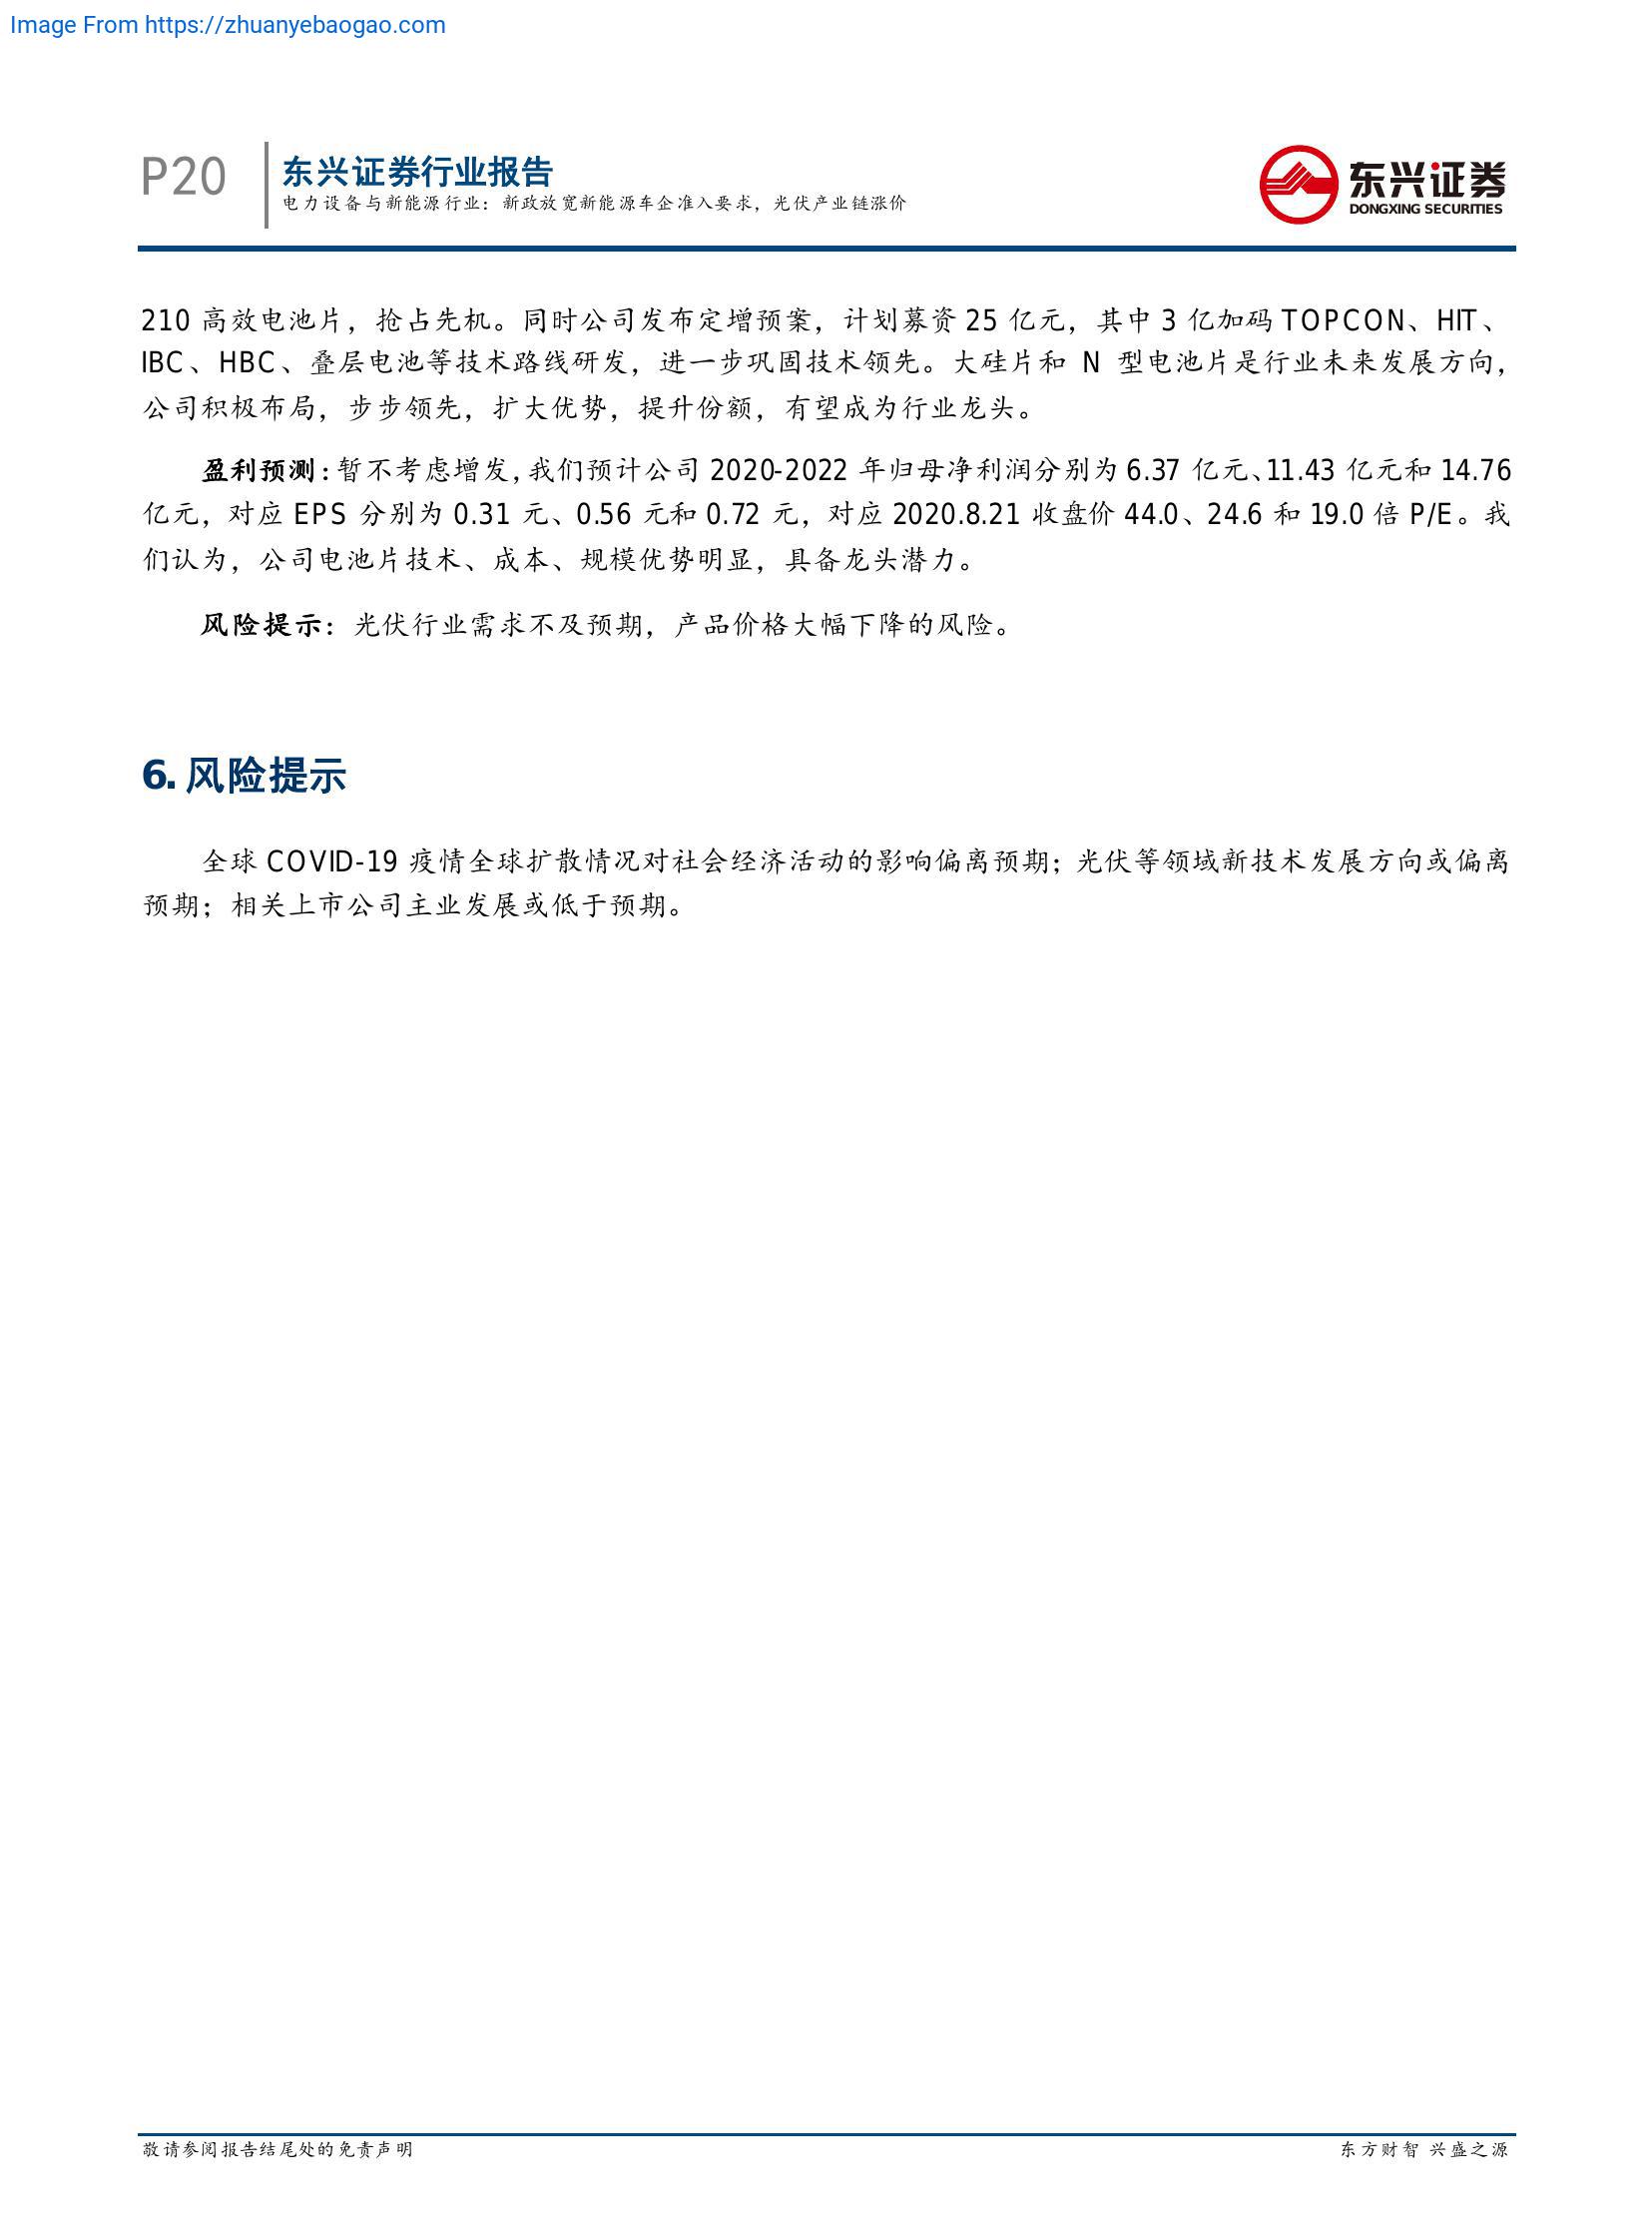 Image From https://zhuanyebaogao.com
P20
东兴证券行业报告
电力设备与新能源行业：新政放宽新能源车企准入要求，光伏产业链涨价
东兴证券
DONGXING SECURITIES
210 高效电池片，抢占先机。同时公司发布定增预案，计划募资 25 亿元，其中 3 亿加码 TOPCON、HIT、
IBC、HBC、叠层电池等技术路线研发，进一步巩固技术领先。大硅片和 N 型电池片是行业未来发展方向，
公司积极布局，步步领先，扩大优势，提升份额，有望成为行业龙头。
盈利预测：暂不考虑增发，我们预计公司 2020-2022 年归母净利润分别为 6.37 亿元、11.43 亿元和 14.76
亿元，对应 EPS 分别为 0.31 元、0.56 元和 0.72 元，对应 2020.8.21 收盘价 44.0、24.6 和 19.0 倍 P/E。我
们认为，公司电池片技术、成本、规模优势明显，具备龙头潜力。
风险提示：光伏行业需求不及预期，产品价格大幅下降的风险。
6. 风险提示
全球 COVID-19 疫情全球扩散情况对社会经济活动的影响偏离预期；光伏等领域新技术发展方向或偏离
预期；相关上市公司主业发展或低于预期。
敬请参阅报告结尾处的免责声明
东方财智 兴盛之源